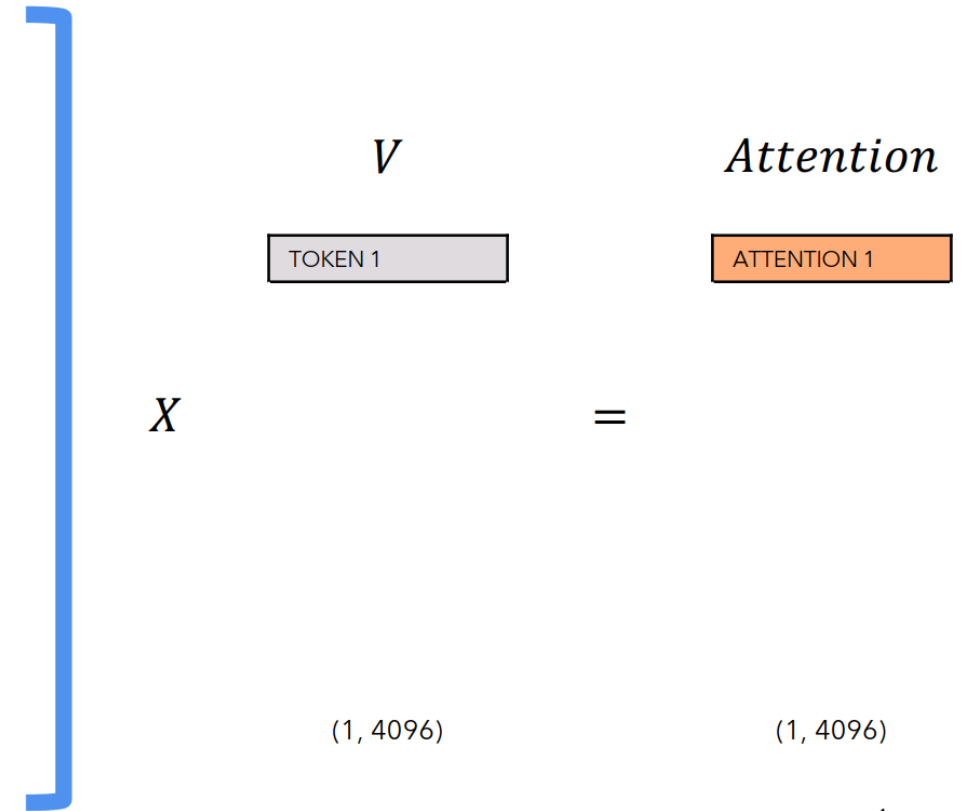 V Attention
TOKEN 1 ATTENTION 1
X =
(1, 4096) (1, 4096)